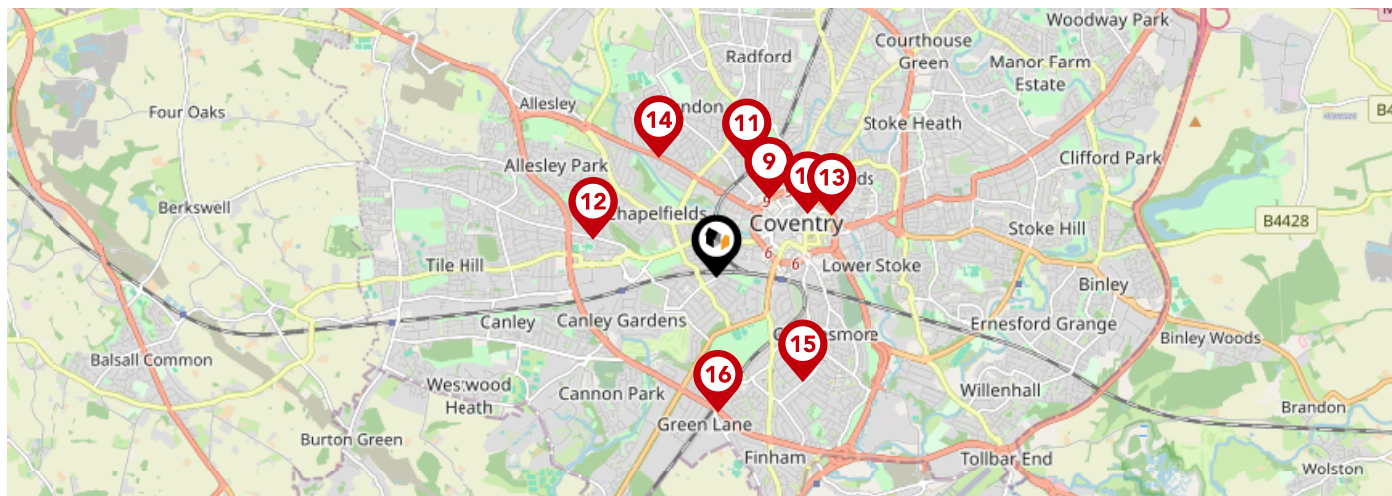 Woodway Park
Courthouse
Green
Radford
Manor Farm
Estate
Allesley
Four Oaks
14
11
Stoke Heath
Allesley Park
9
Clifford Park
13
12
Chapelfields
Berkswell
Coventry
B4428
Stoke Hill
6
6
Tile Hill
Lower Stoke
Binley
Canley
Canley Gardens
Ernesford Grange
Binley Woods
15
Balsall Common
16
Westwood
Heath
Cannon Park
Willenhall
Brandon
Green Lane
Burton Green
Finham
Tollbar End
Wolston